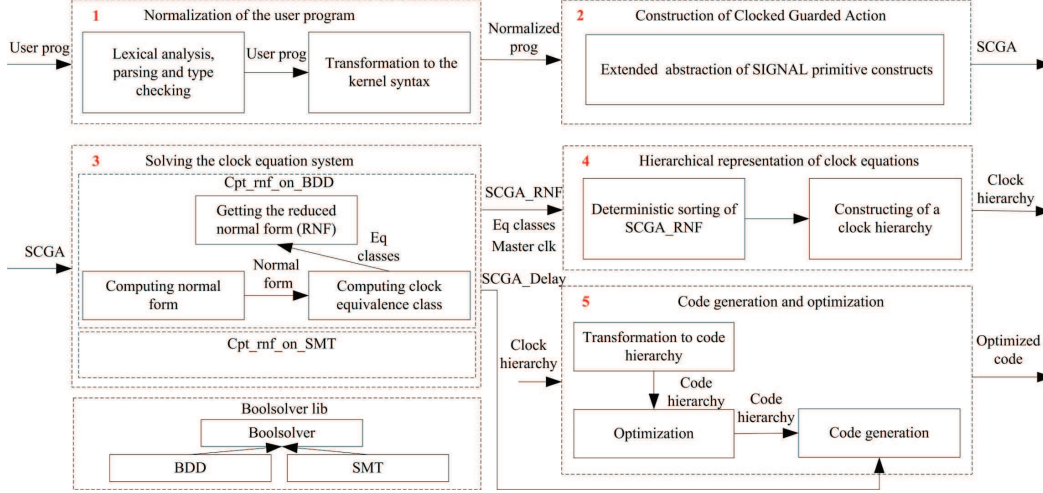 1 Normalization of the user program
User prog
Lexical analysis,
parsing and type
checking
User prog
Transformation to the
kernel syntax
Normalized
prog
2 Construction of Clocked Guarded Action
Extended abstraction of SIGNAL primitive constructs
SCGA
3 Solving the clock equation system
SCGA
Cpt_rnf_on_BDD
Getting the reduced
normal form (RNF)
Eq
classes
Computing normal
form
Normal
form
Computing clock
equivalence class
Cpt_rnf_on_SMT
SCGA_RNF
Eq classes
Master clk
SCGA_Delay
4 Hierarchical representation of clock equations
Deterministic sorting of
SCGA_RNF
Constructing of a
clock hierarchy
Clock
hierarchy
5 Code generation and optimization
Clock
hierarchy
Transformation to code
hierarchy
Code
hierarchy
Optimization
Code
hierarchy
Code generation
Optimized
code
Boolsolver lib
Boolsolver
BDD
SMT